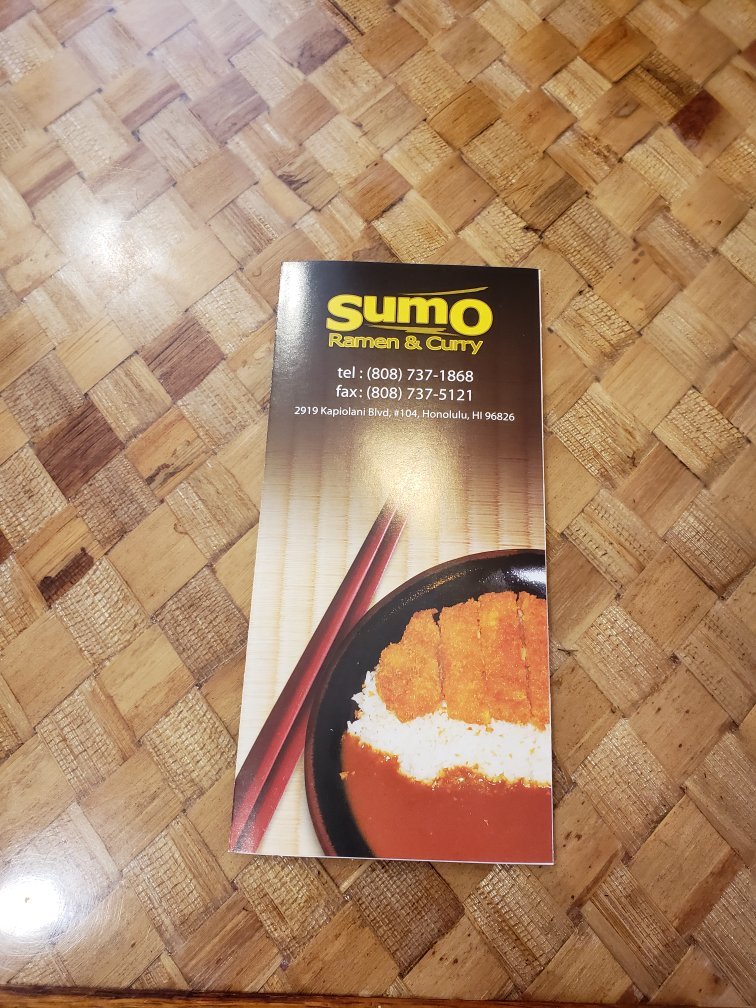 sumo
Ramen & Curry
tel : (808) 737-1868
fax : (808) 737-5121
2919 Kapiolani Blvd, #104, Honolulu, HI 96826